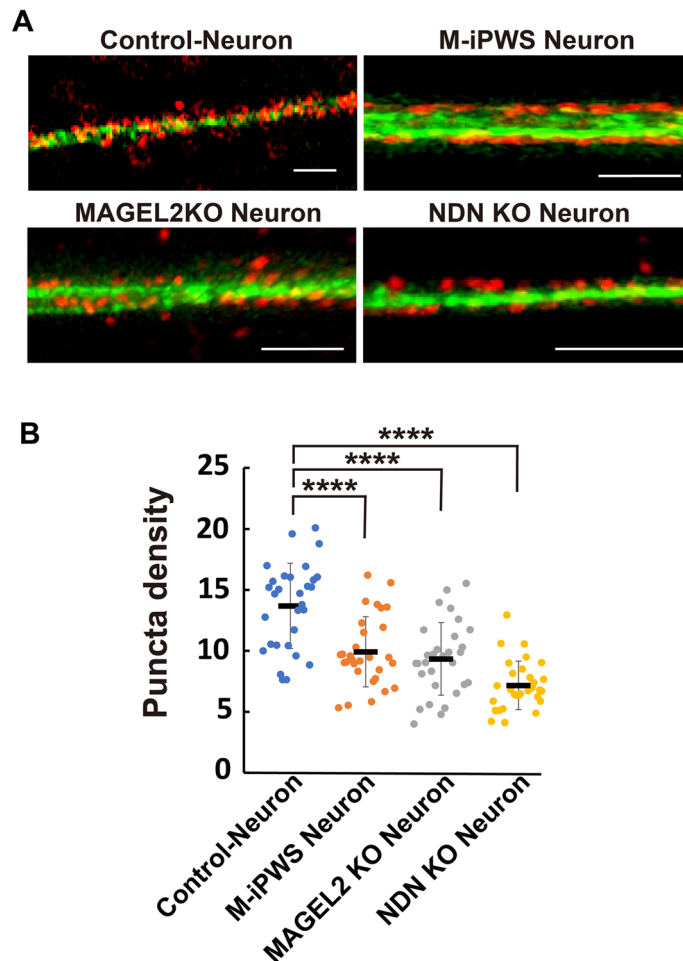 A
Control-Neuron
M-iPWS Neuron
MAGEL2KO Neuron
NDN KO Neuron
B
****
****
****
Puncta density
25
20
15
10
5
0
Control-Neuron
M-iPWS Neuron
MAGEL2 KO Neuron
NDN KO Neuron